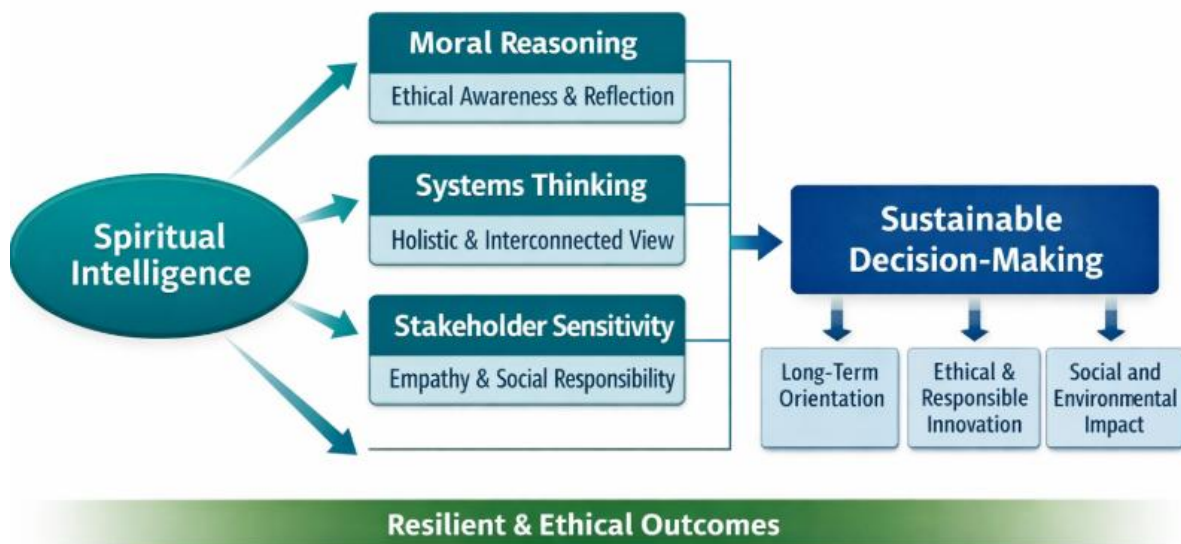 Spiritual
Intelligence
Moral Reasoning
Ethical Awareness & Reflection
Systems Thinking
Holistic & Interconnected View
Stakeholder Sensitivity
Empathy & Social Responsibility
Sustainable
Decision-Making
Long-Term
Orientation
Ethical &
Responsible
Innovation
Social and
Environmental
Impact
Resilient & Ethical Outcomes